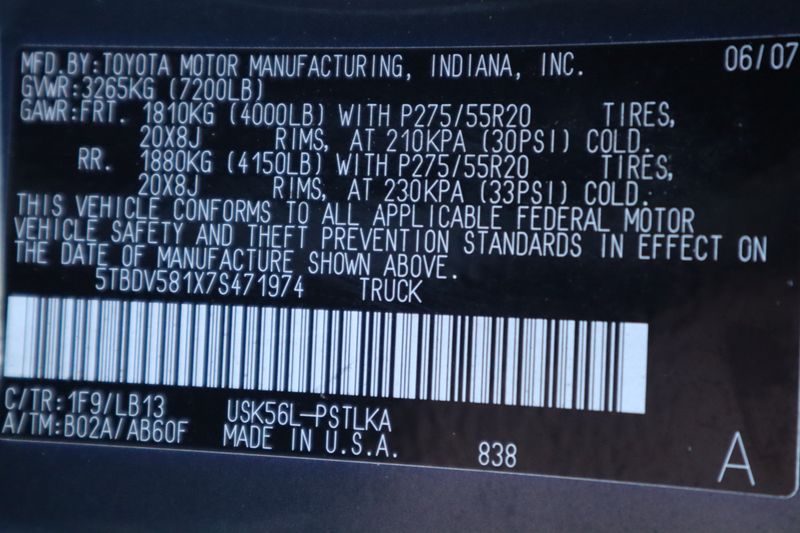 MFD.BY:TOYOTA MOTOR MANUFACTURING, INDIANA, INC. 06/07
GVWR:3265KG (7200LB)
GAWR:FRT. 1810KG (4000LB) WITH P275/55R20 TIRES,
20X8J RIMS, AT 210KPA (30PSI) COLD.
RR. 1880KG (4150LB) WITH P275/55R20 TIRES,
20X8J RIMS, AT 230KPA (33PSI) COLD.
THIS VEHICLE CONFORMS TO ALL APPLICABLE FEDERAL MOTOR
VEHICLE SAFETY AND THEFT PREVENTION STANDARDS IN EFFECT ON
THE DATE OF MANUFACTURE SHOWN ABOVE.
5TBDV581X7S471974 TRUCK
C/TR:1F9/LB13 USK56L-PSTLKA
A/TM:B02A/AB60F MADE IN U.S.A. 838 A